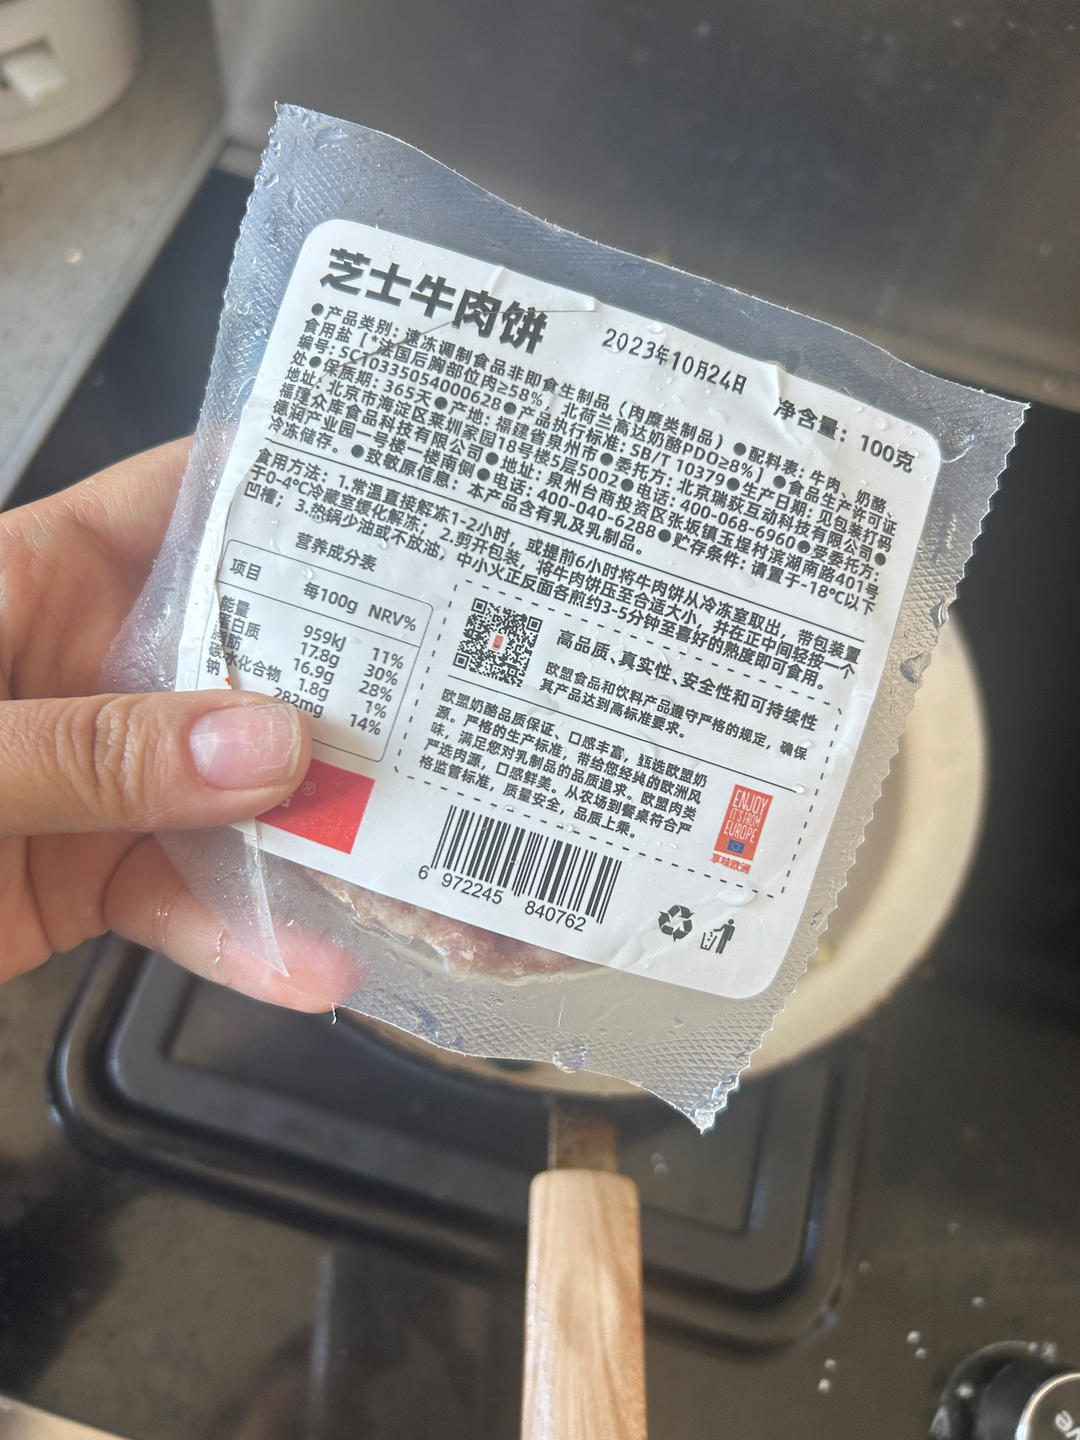 芝士牛肉饼
2023年10月24日
净含量：100克
●产品类别：速冻调制食品非即食生制品（肉糜类制品）●配料表：牛肉、奶酪、
食用盐［*法国后胸部位肉≥58%，北荷兰高达奶酪PDO≥8%］●食品生产许可证
编号：SC10335054000628●产品执行标准：SB/T 10379●生产日期：见包装打码
处●保质期：365天●产地：福建省泉州市●委托方：北京瑞荻互动科技有限公司●
地址：北京市海淀区莱圳家园18号楼5层5002●电话：400-068-6960●受委托方：
福建众库食品科技有限公司●地址：泉州台商投资区张坂镇玉堤村滨湖南路401号
德润产业园一号楼一楼南侧●电话：400-040-6288●贮存条件：请置于-18℃以下
冷冻储存。●致敏原信息：本产品含有乳及乳制品。
食用方法：1.常温直接解冻1-2小时，或提前6小时将牛肉饼从冷冻室取出，带包装置
于0-4℃冷藏室缓化解冻；2.剪开包装，将牛肉饼压至合适大小，并在正中间轻按一个
凹槽；3.热锅少油或不放油，中小火正反面各煎约3-5分钟至喜好的熟度即可食用。
营养成分表
项目 每100g NRV%
能量 959kJ 11%
蛋白质 17.8g 30%
脂肪 16.9g 28%
碳水化合物 1.8g 1%
钠 282mg 14%
®
高品质、真实性、安全性和可持续性
欧盟食品和饮料产品遵守严格的规定，确保
其产品达到高标准要求。
欧盟奶酪品质保证、口感丰富，甄选欧盟奶
源。严格的生产标准，带给您经典的欧洲风
味，满足您对乳制品的品质追求。欧盟肉类
严选肉源，口感鲜美。从农场到餐桌符合严
格监管标准，质量安全，品质上乘。
ENJOY
IT'S FROM
EUROPE
享味欧洲
6 972245 840762